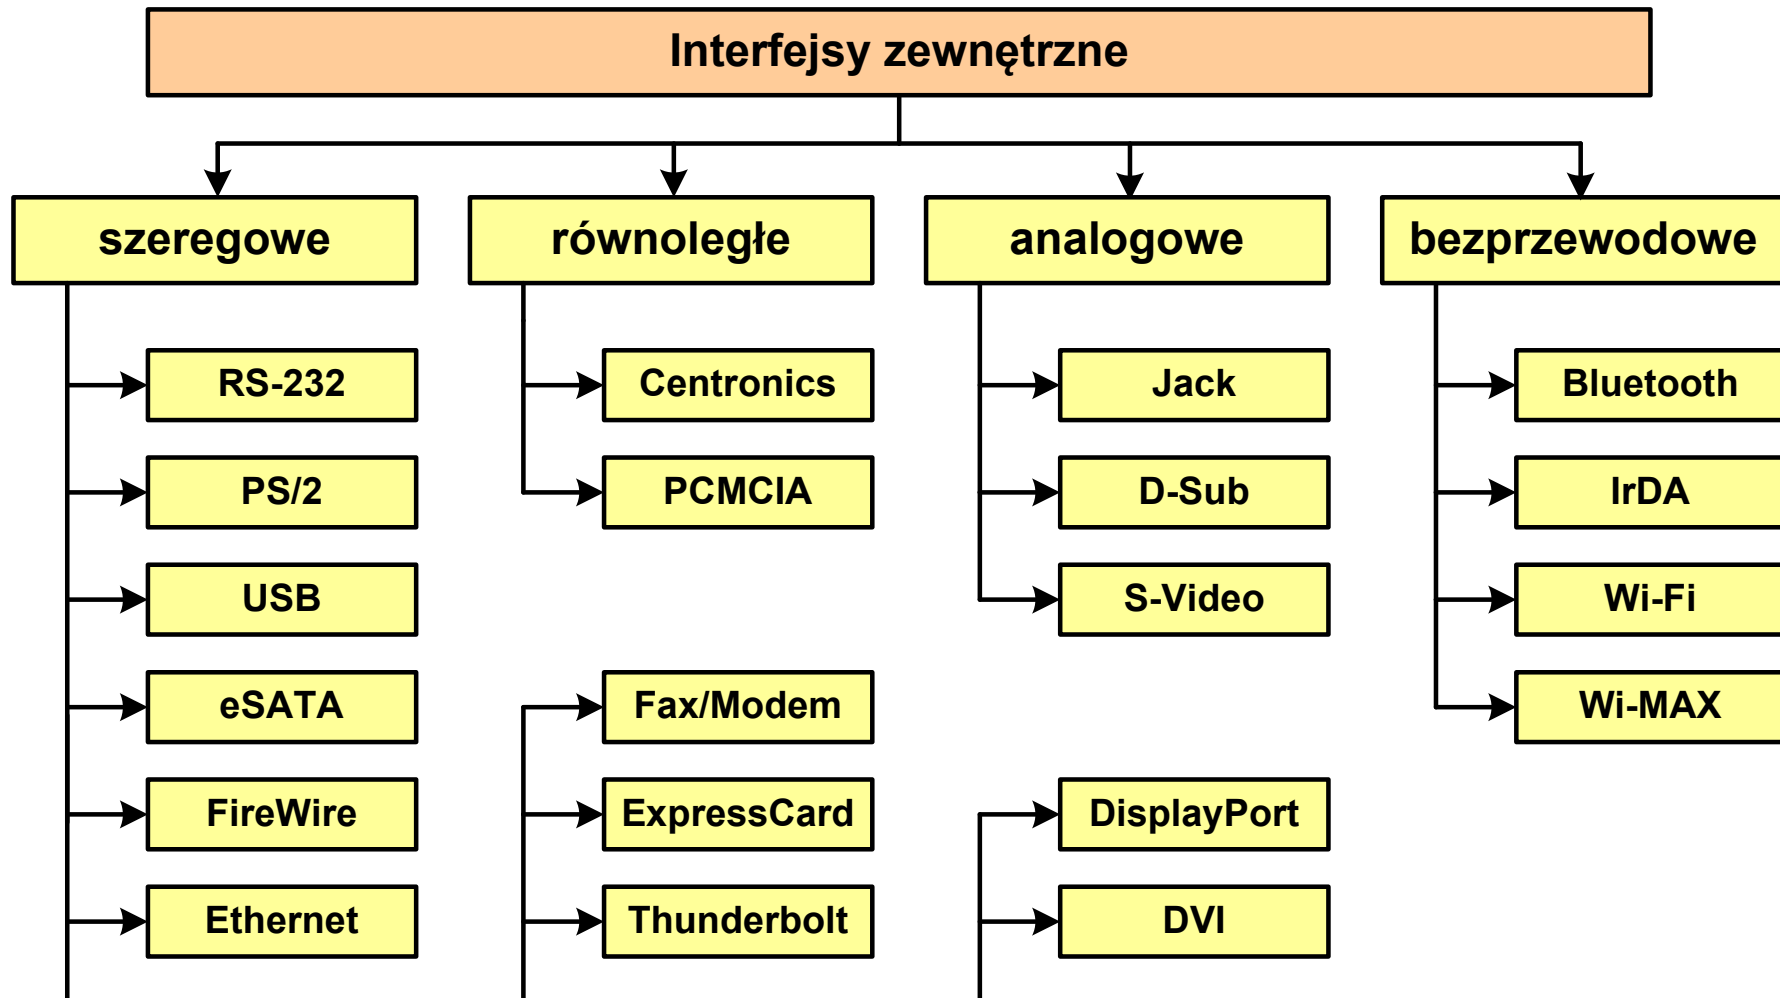 Interfejsy zewnętrzne
szeregowe
równoległe
analogowe
bezprzewodowe
RS-232
Centronics
Jack
Bluetooth
PS/2
PCMCIA
D-Sub
IrDA
USB
S-Video
Wi-Fi
eSATA
Fax/Modem
Wi-MAX
FireWire
ExpressCard
DisplayPort
Ethernet
Thunderbolt
DVI